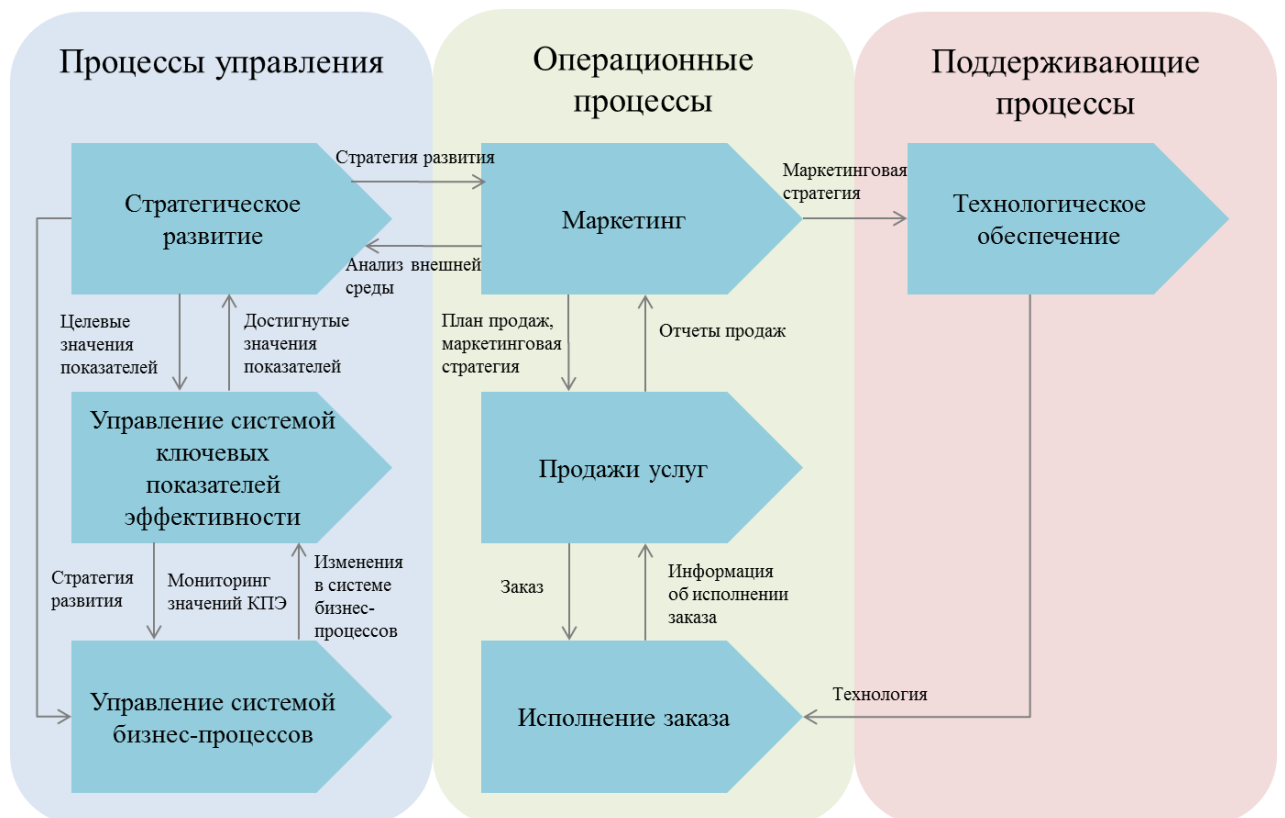 Процессы управления
Операционные
процессы
Поддерживающие
процессы
Стратегическое
развитие
Стратегия развития
Маркетинг
Маркетинговая
стратегия
Технологическое
обеспечение
Анализ внешней
среды
Целевые
значения
показателей
Достигнутые
значения
показателей
План продаж,
маркетинговая
стратегия
Отчеты продаж
Управление системой
ключевых
показателей
эффективности
Продажи услуг
Стратегия
развития
Мониторинг
значений КПЭ
Изменения
в системе
бизнес-
процессов
Заказ
Информация
об исполнении
заказа
Управление системой
бизнес-процессов
Исполнение заказа
Технология